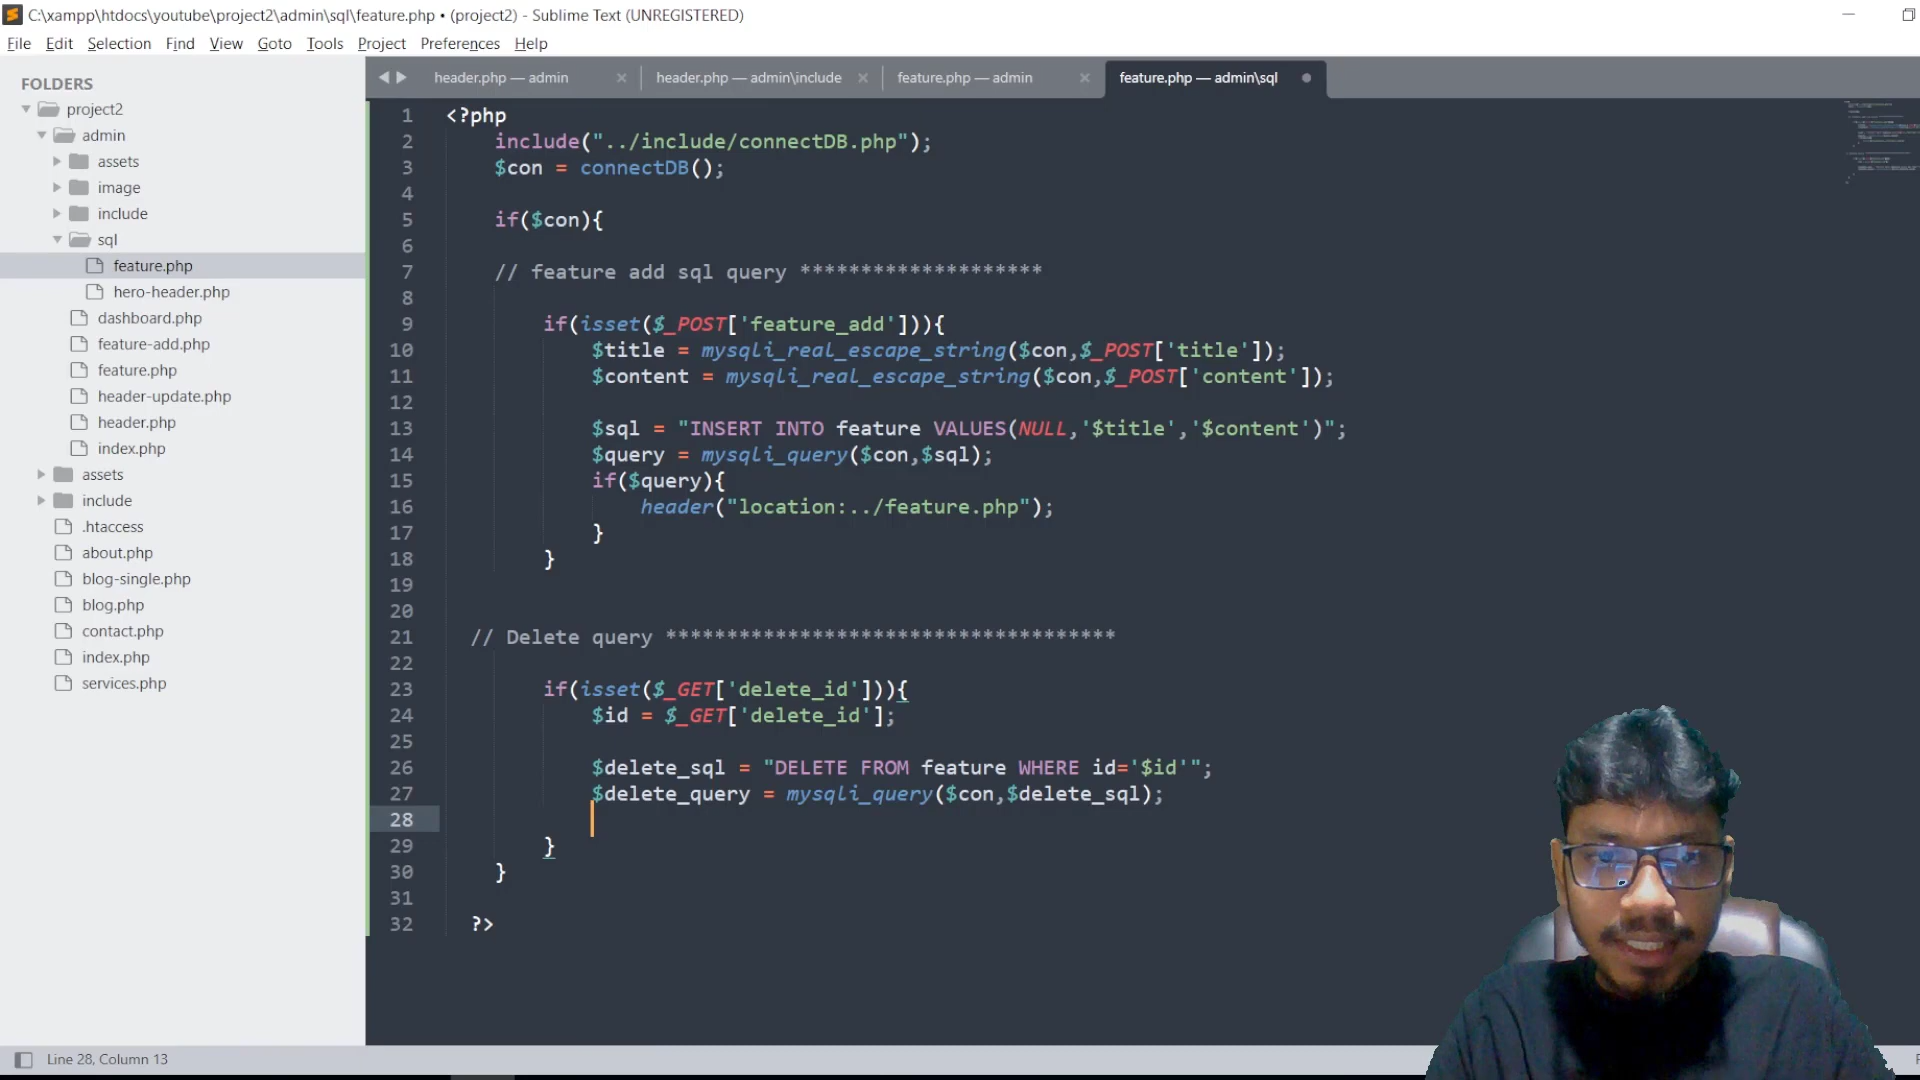 C:\xampp\htdocs\youtube\project2\admin\sql\feature.php • (project2) - Sublime Text (UNREGISTERED)
File Edit Selection Find View Goto Tools Project Preferences Help
FOLDERS
project2
admin
assets
image
include
sql
feature.php
hero-header.php
dashboard.php
feature-add.php
feature.php
header-update.php
header.php
index.php
assets
include
.htaccess
about.php
blog-single.php
blog.php
contact.php
index.php
services.php
header.php — admin
header.php — admin\include
feature.php — admin
feature.php — admin\sql
1 <?php
2 include("../include/connectDB.php");
3 $con = connectDB();
4
5 if($con){
6
7 // feature add sql query ********************
8
9 if(isset($_POST['feature_add'])){
10 $title = mysqli_real_escape_string($con,$_POST['title']);
11 $content = mysqli_real_escape_string($con,$_POST['content']);
12
13 $sql = "INSERT INTO feature VALUES(NULL,'$title','$content')";
14 $query = mysqli_query($con,$sql);
15 if($query){
16 header("location:../feature.php");
17 }
18 }
19
20
21 // Delete query *************************************
22
23 if(isset($_GET['delete_id'])){
24 $id = $_GET['delete_id'];
25
26 $delete_sql = "DELETE FROM feature WHERE id='$id'";
27 $delete_query = mysqli_query($con,$delete_sql);
28
29 }
30 }
31
32 ?>
Line 28, Column 13